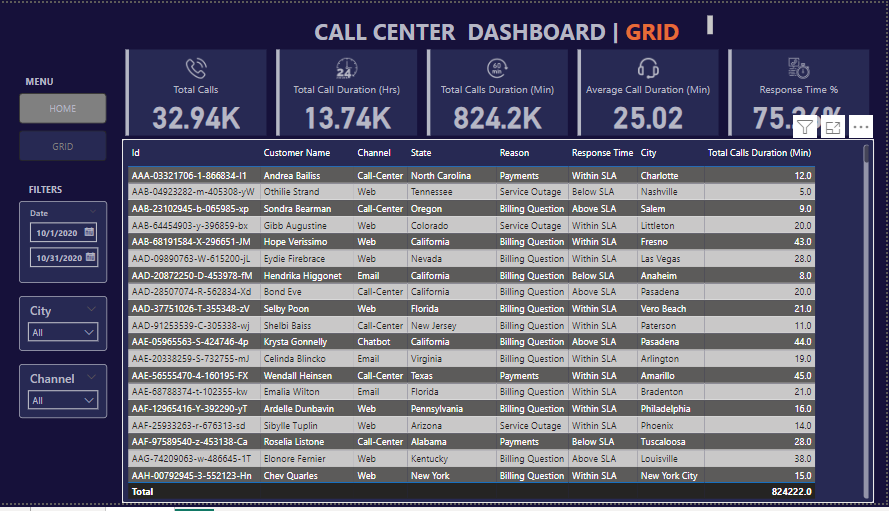 CALL CENTER DASHBOARD | GRID
MENU
HOME
GRID
FILTERS
Date
10/1/2020
10/31/2020
City
All
Channel
All
Total Calls
32.94K
24
Total Call Duration (Hrs)
13.74K
60
min
Total Calls Duration (Min)
824.2K
Average Call Duration (Min)
25.02
Response Time %
Id Customer Name Channel State Reason Response Time City Total Calls Duration (Min)
AAA-03321706-1-866834-I1 Andrea Bailiss Call-Center North Carolina Payments Within SLA Charlotte 12.0
AAB-04923282-m-405308-yW Othilie Strand Web Tennessee Service Outage Below SLA Nashville 5.0
AAB-23102945-b-065985-xp Sondra Bearman Call-Center Oregon Billing Question Above SLA Salem 9.0
AAB-64454903-y-396859-bx Gibb Augustine Web Colorado Service Outage Within SLA Littleton 20.0
AAB-68191584-X-296651-JM Hope Verissimo Web California Billing Question Within SLA Fresno 43.0
AAD-09890763-W-615200-jL Eydie Firebrace Web Nevada Billing Question Within SLA Las Vegas 28.0
AAD-20872250-D-453978-fM Hendrika Higgonet Email California Billing Question Below SLA Anaheim 8.0
AAD-28507074-R-562834-Xd Bond Eve Call-Center California Billing Question Above SLA Pasadena 20.0
AAD-37751026-T-355348-zV Selby Poon Web Florida Billing Question Within SLA Vero Beach 21.0
AAD-91253539-C-305338-wj Shelbi Baiss Call-Center New Jersey Billing Question Within SLA Paterson 11.0
AAE-05965563-S-424746-4p Krysta Gonnelly Chatbot California Billing Question Above SLA Pasadena 44.0
AAE-20338259-S-732755-mJ Celinda Blincko Email Virginia Billing Question Within SLA Arlington 19.0
AAE-56555470-4-160195-FX Wendall Heinsen Call-Center Texas Payments Within SLA Amarillo 45.0
AAE-68788374-t-102355-kw Emalia Wilton Email Florida Billing Question Within SLA Bradenton 21.0
AAF-12965416-Y-392290-yT Ardelle Dunbavin Web Pennsylvania Billing Question Within SLA Philadelphia 16.0
AAF-25933263-r-676313-sd Sibylle Tuplin Web Arizona Service Outage Within SLA Phoenix 14.0
AAF-97589540-z-453138-Ca Roselia Listone Call-Center Alabama Payments Below SLA Tuscaloosa 28.0
AAG-74209063-w-486645-1T Elonore Fernier Web Kentucky Billing Question Above SLA Louisville 38.0
AAH-00792945-3-552123-Hn Chev Quarles Web New York Billing Question Within SLA New York City 15.0
Total 824222.0